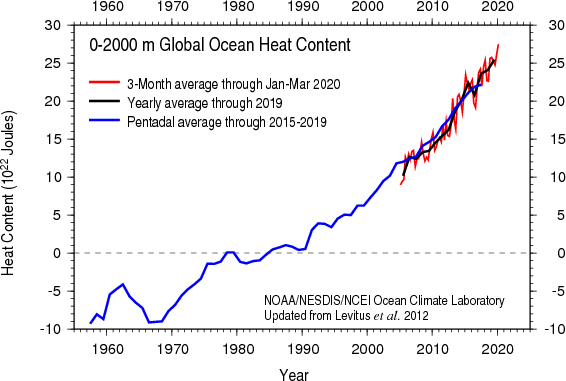 1960 1970 1980 1990 2000 2010 2020
0-2000 m Global Ocean Heat Content
3-Month average through Jan-Mar 2020
Yearly average through 2019
Pentadal average through 2015-2019
Heat Content (10²² Joules)
30 30
25 25
20 20
15 15
10 10
5 5
0 0
-5 -5
-10 -10
NOAA/NESDIS/NCEI Ocean Climate Laboratory
Updated from Levitus et al. 2012
1960 1970 1980 1990 2000 2010 2020
Year